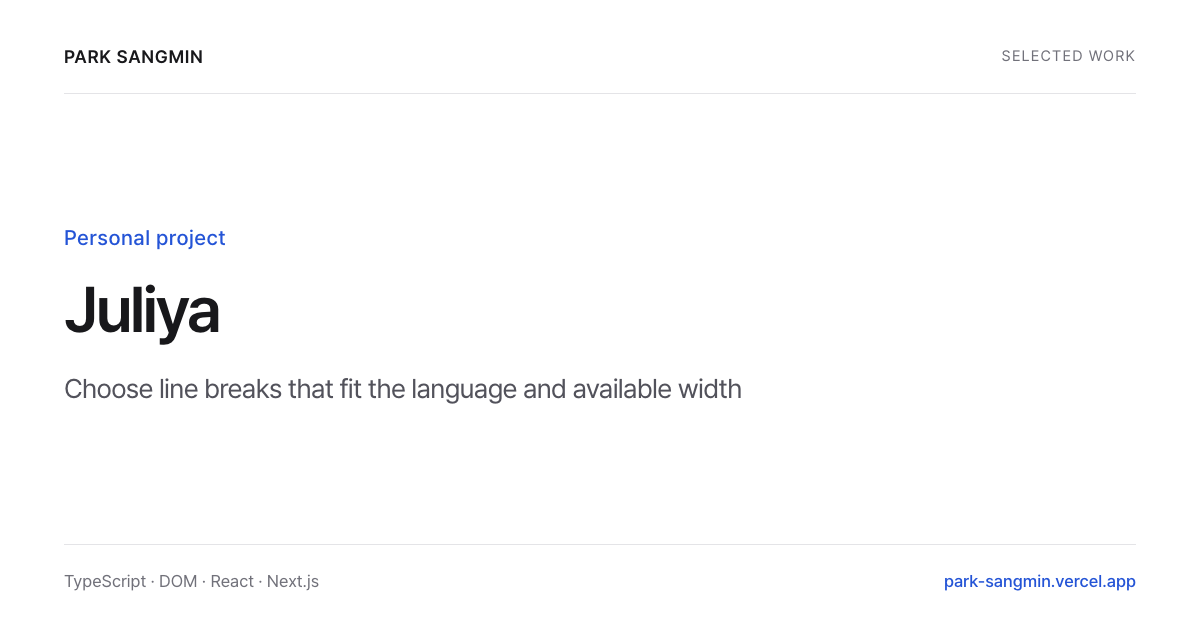 PARK SANGMIN
SELECTED WORK
Personal project
Juliya
Choose line breaks that fit the language and available width
TypeScript · DOM · React · Next.js
park-sangmin.vercel.app